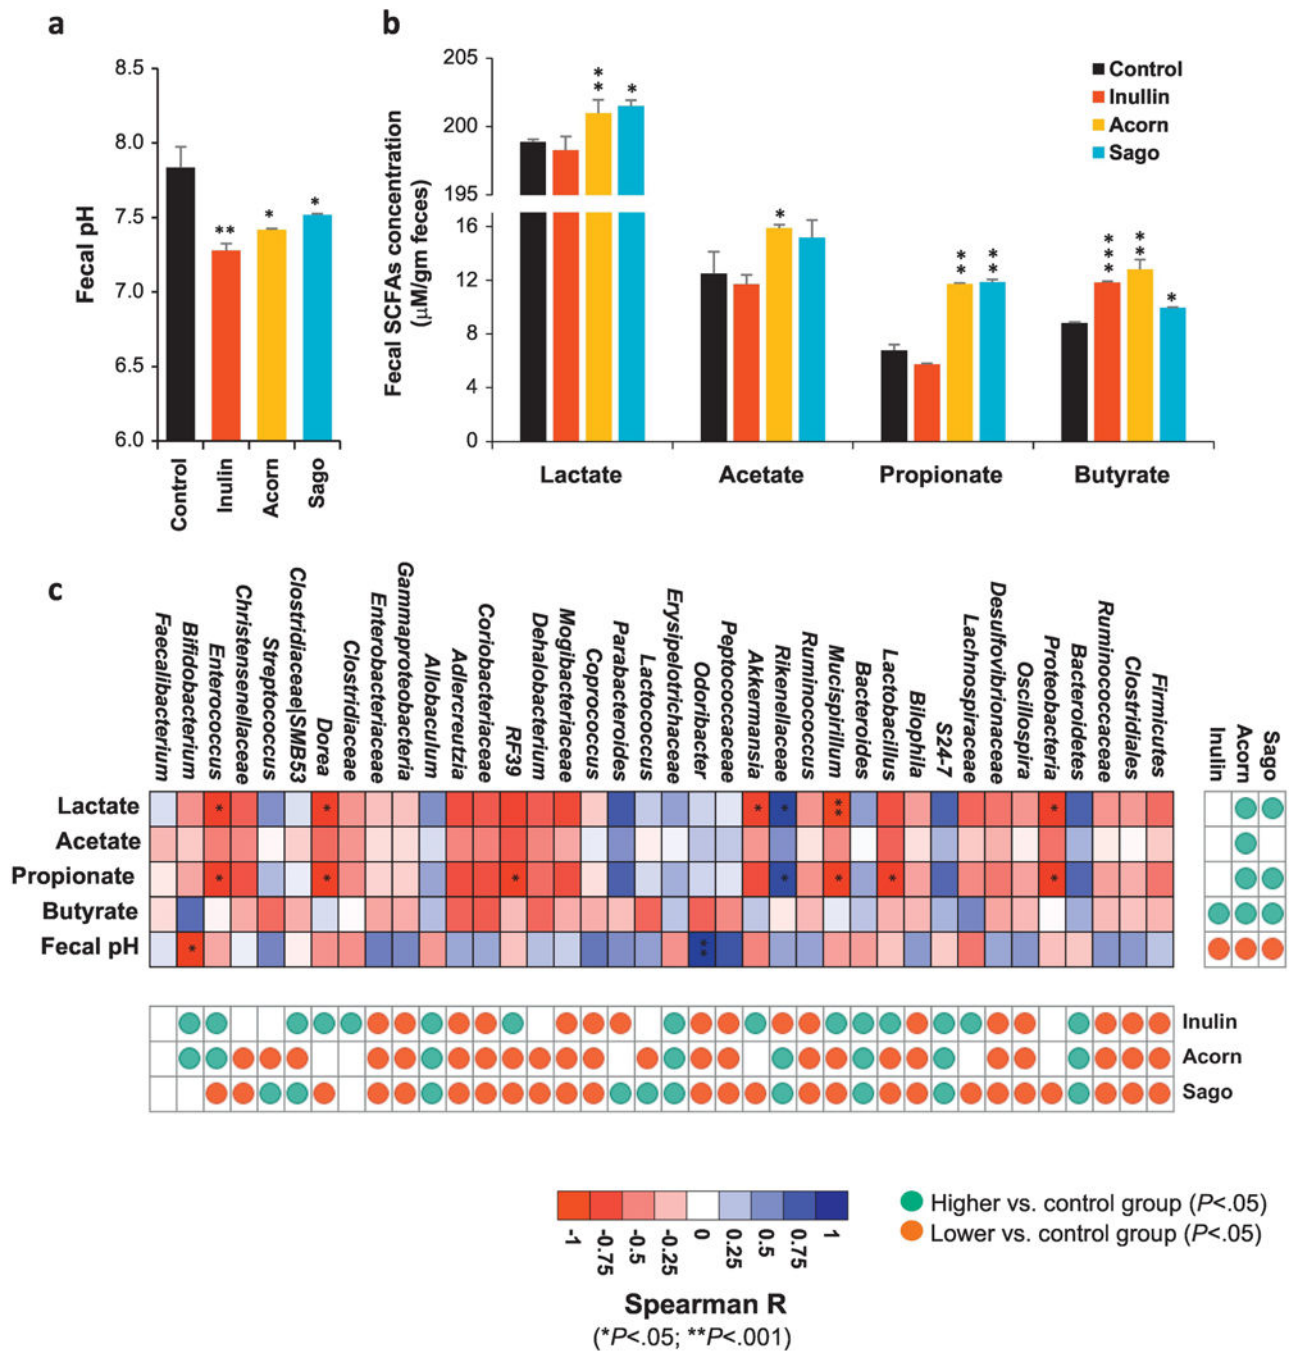 a
8.5
8.0
7.5
7.0
6.5
6.0
Fecal pH
**
*
*
Control
Inulin
Acorn
Sago
b
205
200
195
16
12
8
4
0
Fecal SCFAs concentration
(μM/gm feces)
**
*
*
**
**
***
**
*
Control
Inullin
Acorn
Sago
Lactate
Acetate
Propionate
Butyrate
c
Faecalibacterium
Bifidobacterium
Enterococcus
Christensenellaceae
Streptococcus
Clostridiaceae|SMB53
Dorea
Clostridiaceae
Enterobacteriaceae
Gammaproteobacteria
Allobaculum
Adlercreutzia
Coriobacteriaceae
RF39
Dehalobacterium
Mogibacteriaceae
Coprococcus
Parabacteroides
Lactococcus
Erysipelotrichaceae
Odoribacter
Peptococcaceae
Akkermansia
Rikenellaceae
Ruminococcus
Mucispirillum
Bacteroides
Lactobacillus
Bilophila
S24-7
Lachnospiraceae
Desulfovibrionaceae
Oscillospira
Proteobacteria
Bacteroidetes
Ruminococcaceae
Clostridiales
Firmicutes
Inulin
Acorn
Sago
Lactate * * * * ** *
Acetate
Propionate * * * * * * *
Butyrate
Fecal pH * **
Inulin
Acorn
Sago
-1
-0.75
-0.5
-0.25
0
0.25
0.5
0.75
1
Spearman R
(*P<.05; **P<.001)
Higher vs. control group (P<.05)
Lower vs. control group (P<.05)